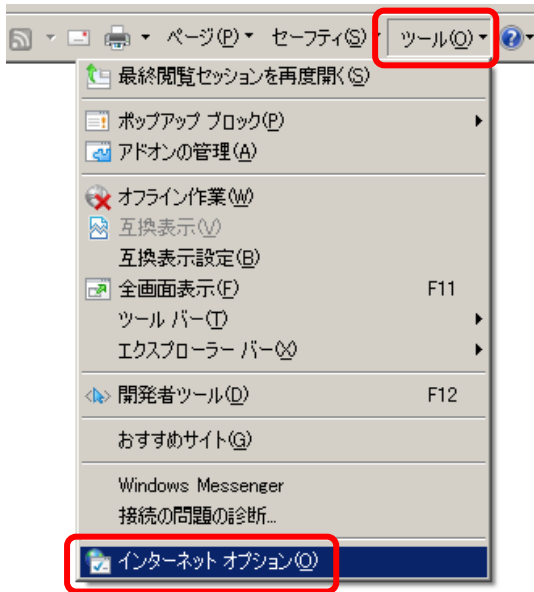 ページ(P) セーフティ(S) ツール(O)
最終閲覧セッションを再度開く(S)
ポップアップ ブロック(P)
アドオンの管理(A)
オフライン作業(W)
互換表示(V)
互換表示設定(B)
全画面表示(F) F11
ツール バー(T)
エクスプローラー バー(X)
開発者ツール(D) F12
おすすめサイト(G)
Windows Messenger
接続の問題の診断...
インターネット オプション(O)